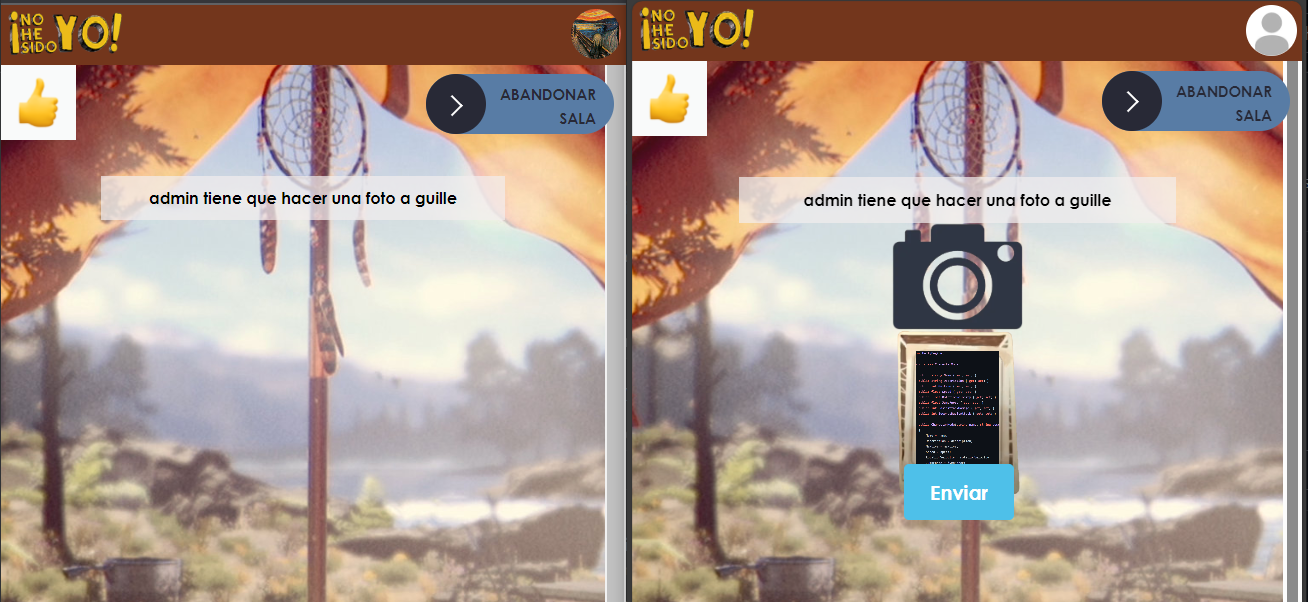 ¡NO HE SIDO YO!
ABANDONAR
SALA
admin tiene que hacer una foto a guille
¡NO HE SIDO YO!
ABANDONAR
SALA
admin tiene que hacer una foto a guille
Enviar